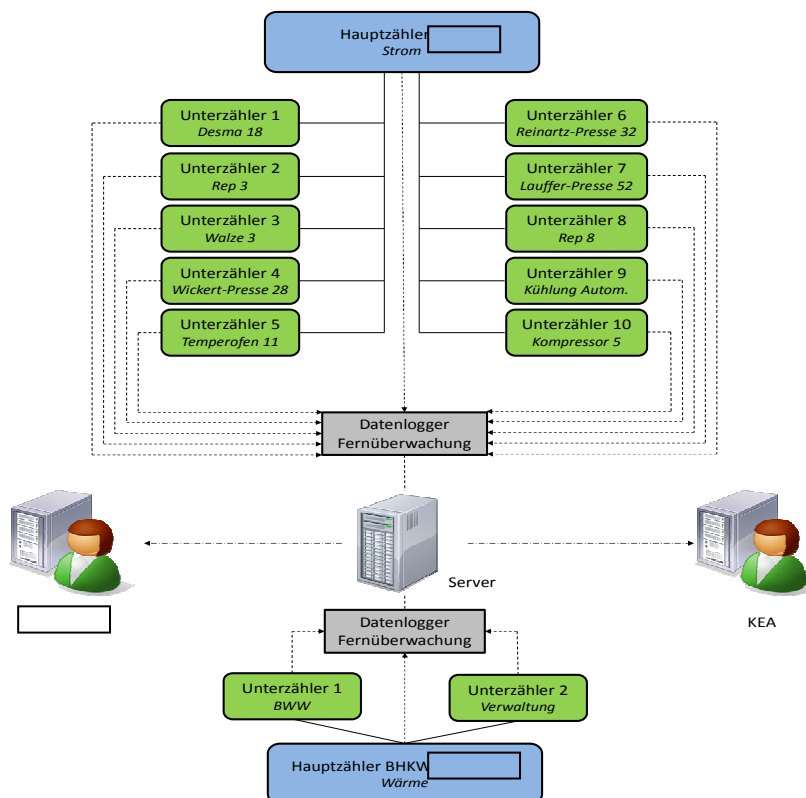 Hauptzähler
Strom
Unterzähler 1
Desma 18
Unterzähler 2
Rep 3
Unterzähler 3
Walze 3
Unterzähler 4
Wickert-Presse 28
Unterzähler 5
Temperofen 11
Unterzähler 6
Reinartz-Presse 32
Unterzähler 7
Lauffer-Presse 52
Unterzähler 8
Rep 8
Unterzähler 9
Kühlung Autom.
Unterzähler 10
Kompressor 5
Datenlogger
Fernüberwachung
Server
KEA
Datenlogger
Fernüberwachung
Unterzähler 1
BWW
Unterzähler 2
Verwaltung
Hauptzähler BHKW
Wärme